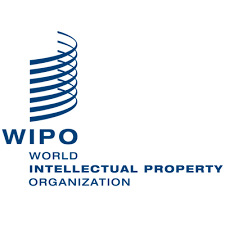 WIPO
WORLD
INTELLECTUAL PROPERTY
ORGANIZATION